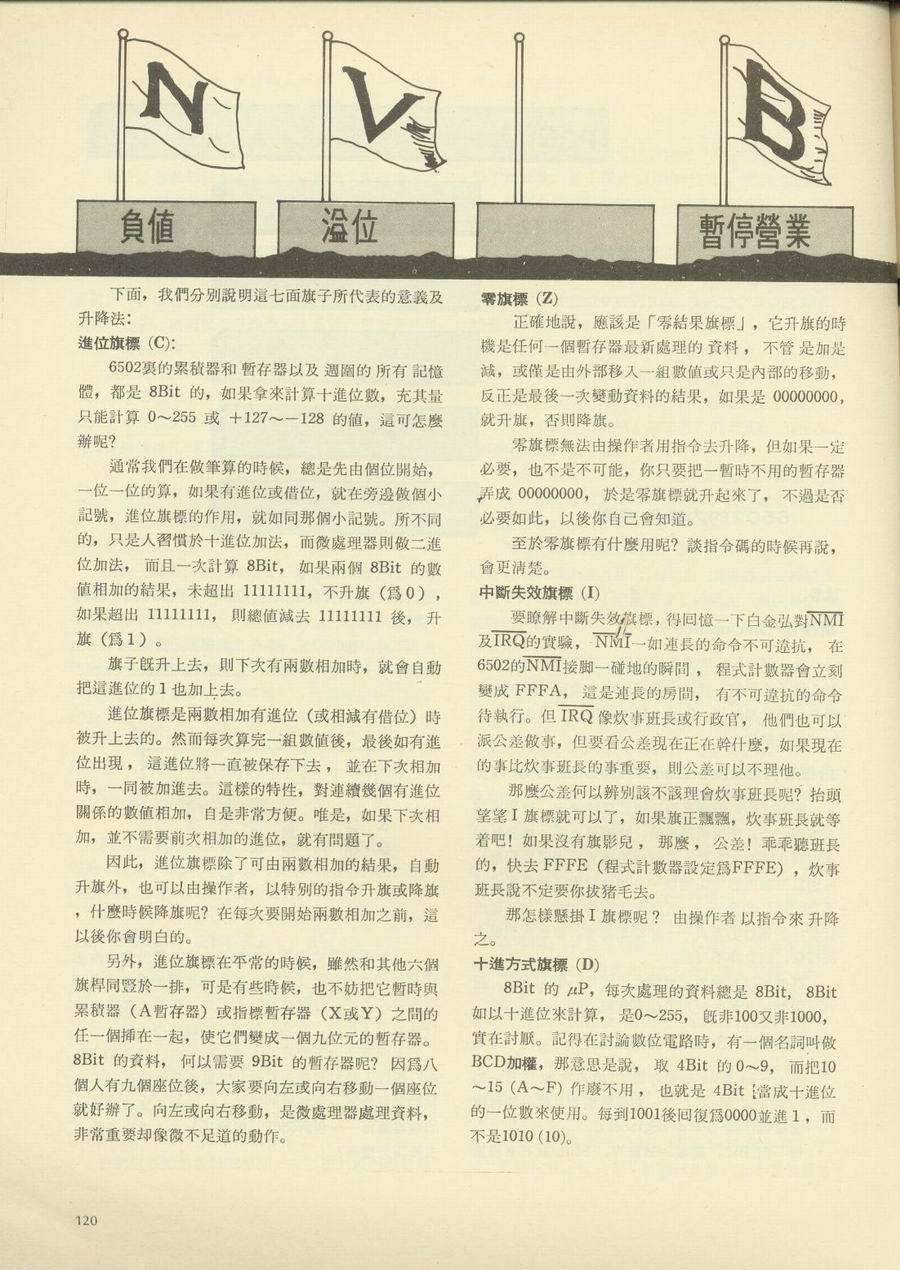 N
V
B
負值
溢位
暫停營業
下面，我們分別說明這七面旗子所代表的意義及
升降法：
進位旗標 (C)：
6502裏的累積器和 暫存器以及 週圍的 所有 記憶
體，都是 8Bit 的，如果拿來計算十進位數，充其量
只能計算 0～255 或 ＋127～－128 的值，這可怎麼
辦呢？
通常我們在做筆算的時候，總是先由個位開始，
一位一位的算，如果有進位或借位，就在旁邊做個小
記號，進位旗標的作用，就如同那個小記號。所不同
的，只是人習慣於十進位加法，而微處理器則做二進
位加法， 而且一次計算 8Bit， 如果兩個 8Bit 的數
值相加的結果，未超出 11111111，不升旗（爲 0 ），
如果超出 11111111， 則總值減去 11111111 後， 升
旗（爲 1 ）。
旗子旣升上去，則下次有兩數相加時，就會自動
把這進位的 1 也加上去。
進位旗標是兩數相加有進位（或相減有借位）時
被升上去的。然而每次算完一組數值後，最後如有進
位出現 ， 這進位將一直被保存下去 ， 並在下次相加
時，一同被加進去。這樣的特性，對連續幾個有進位
關係的數值相加，自是非常方便。唯是，如果下次相
加，並不需要前次相加的進位，就有問題了。
因此，進位旗標除了可由兩數相加的結果，自動
升旗外，也可以由操作者，以特別的指令升旗或降旗
，什麼時候降旗呢？在每次要開始兩數相加之前，這
以後你會明白的。
另外，進位旗標在平常的時候，雖然和其他六個
旗桿同豎於一排，可是有些時候，也不妨把它暫時與
累積器（A暫存器）或指標暫存器（X或Y）之間的
任一個揷在一起，使它們變成一個九位元的暫存器。
8Bit 的資料， 何以需要 9Bit 的暫存器呢？ 因爲八
個人有九個座位後，大家要向左或向右移動一個座位
就好辦了。向左或向右移動，是微處理器處理資料，
非常重要却像微不足道的動作。
零旗標 (Z)
正確地說，應該是「零結果旗標」，它升旗的時
機是任何一個暫存器最新處理的 資料 ， 不管 是加是
減，或僅是由外部移入一組數值或只是內部的移動，
反正是最後一次變動資料的結果，如果是 00000000，
就升旗，否則降旗。
零旗標無法由操作者用指令去升降，但如果一定
必要，也不是不可能，你只要把一暫時不用的暫存器
弄成 00000000， 於是零旗標就升起來了， 不過是否
必要如此，以後你自己會知道。
至於零旗標有什麼用呢？談指令碼的時候再說，
會更清楚。
中斷失效旗標 (I)
要瞭解中斷失效旗標，得回憶一下白金弘對N̅M̅I̅
及I̅R̅Q̅的實驗， N̅M̅I̅一如連長的命令不可違抗， 在
6502的N̅M̅I̅接脚一碰地的瞬間 ， 程式計數器會立刻
變成 FFFA， 這是連長的房間， 有不可違抗的命令
待執行。但 I̅R̅Q̅ 像炊事班長或行政官， 他們也可以
派公差做事，但要看公差現在正在幹什麼，如果現在
的事比炊事班長的事重要，則公差可以不理他。
那麼公差何以辨別該不該理會炊事班長呢？抬頭
望望 I 旗標就可以了，如果旗正飄飄，炊事班長就等
着吧！如果沒有旗影兒 ， 那麼 ， 公差！乖乖聽班長
的，快去 FFFE（程式計數器設定爲FFFE），炊事
班長說不定要你拔猪毛去。
那怎樣懸掛 I 旗標呢 ？ 由操作者 以指令來 升降
之。
十進方式旗標 (D)
8Bit 的 μP，每次處理的資料總是 8Bit， 8Bit
如以十進位來計算， 是0～255， 旣非100又非1000，
實在討厭。記得在討論數位電路時，有一個名詞叫做
BCD加權，那意思是說， 取 4Bit 的 0～9， 而把10
～15 (A～F) 作廢不用 ，也就是 4Bit 當成十進位
的一位數來使用。每到1001後回復爲0000並進 1 ，而
不是1010 (10)。
120